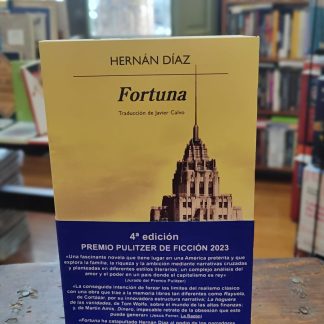 HERNÁN DÍAZ
Fortuna
Traducción de Javier Calvo
4ª edición
PREMIO PULITZER DE FICCIÓN 2023
«Una fascinante novela que tiene lugar en una América pretérita y que
explora la familia, la riqueza y la ambición mediante narrativas cruzadas
y planteadas en diferentes estilos literarios; un complejo análisis del
amor y el poder en un país donde el capitalismo es rey»
(Jurado del Premio Pulitzer)
«La conseguida intención de forzar los límites del realismo clásico
con una obra que trae a la memoria libros tan diferentes como Rayuela,
de Cortázar, por su innovadora estructura narrativa; La hoguera
de las vanidades, de Tom Wolfe, sobre el mundo de las altas finanzas;
y de Martin Amis, Dinero, impecable retrato de la obsesión que este
puede generar»
«Fortuna ha catapultado Hernán Díaz al podio de los narradores